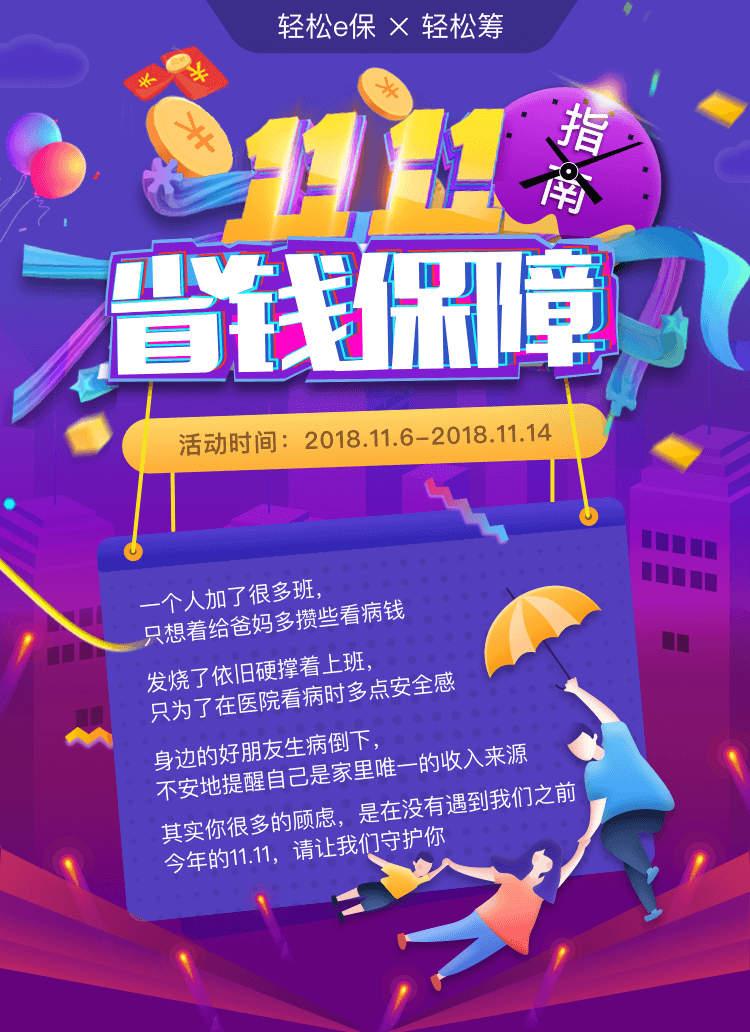 轻松e保 × 轻松筹
11.11
指南
省钱保障
活动时间：2018.11.6-2018.11.14
一个人加了很多班，
只想着给爸妈多攒些看病钱
发烧了依旧硬撑着上班，
只为了在医院看病时多点安全感
身边的好朋友生病倒下，
不安地提醒自己是家里唯一的收入来源
其实你很多的顾虑，是在没有遇到我们之前
今年的11.11，请让我们守护你